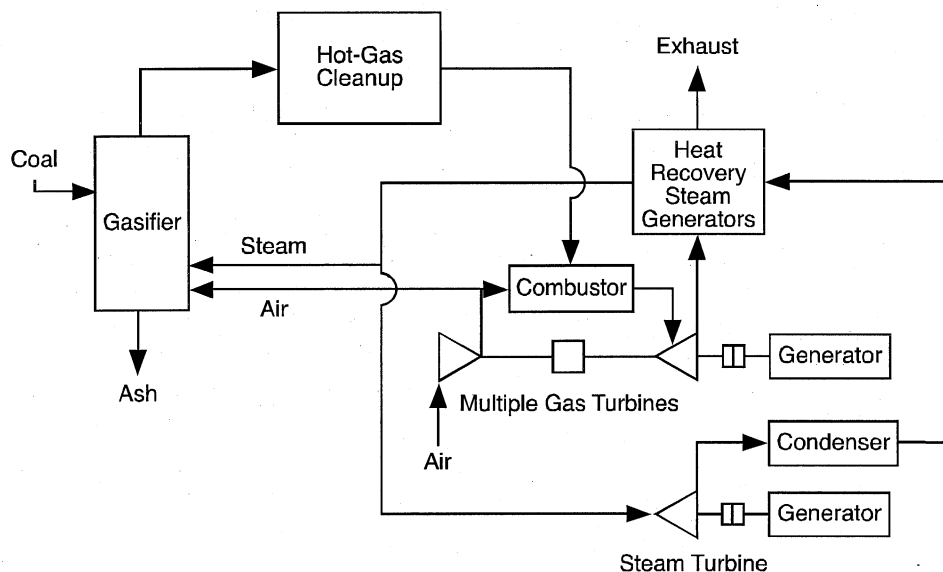 Hot-Gas
Cleanup
Exhaust
Coal
Gasifier
Heat
Recovery
Steam
Generators
Steam
Air
Combustor
Generator
Ash
Multiple Gas Turbines
Air
Condenser
Generator
Steam Turbine